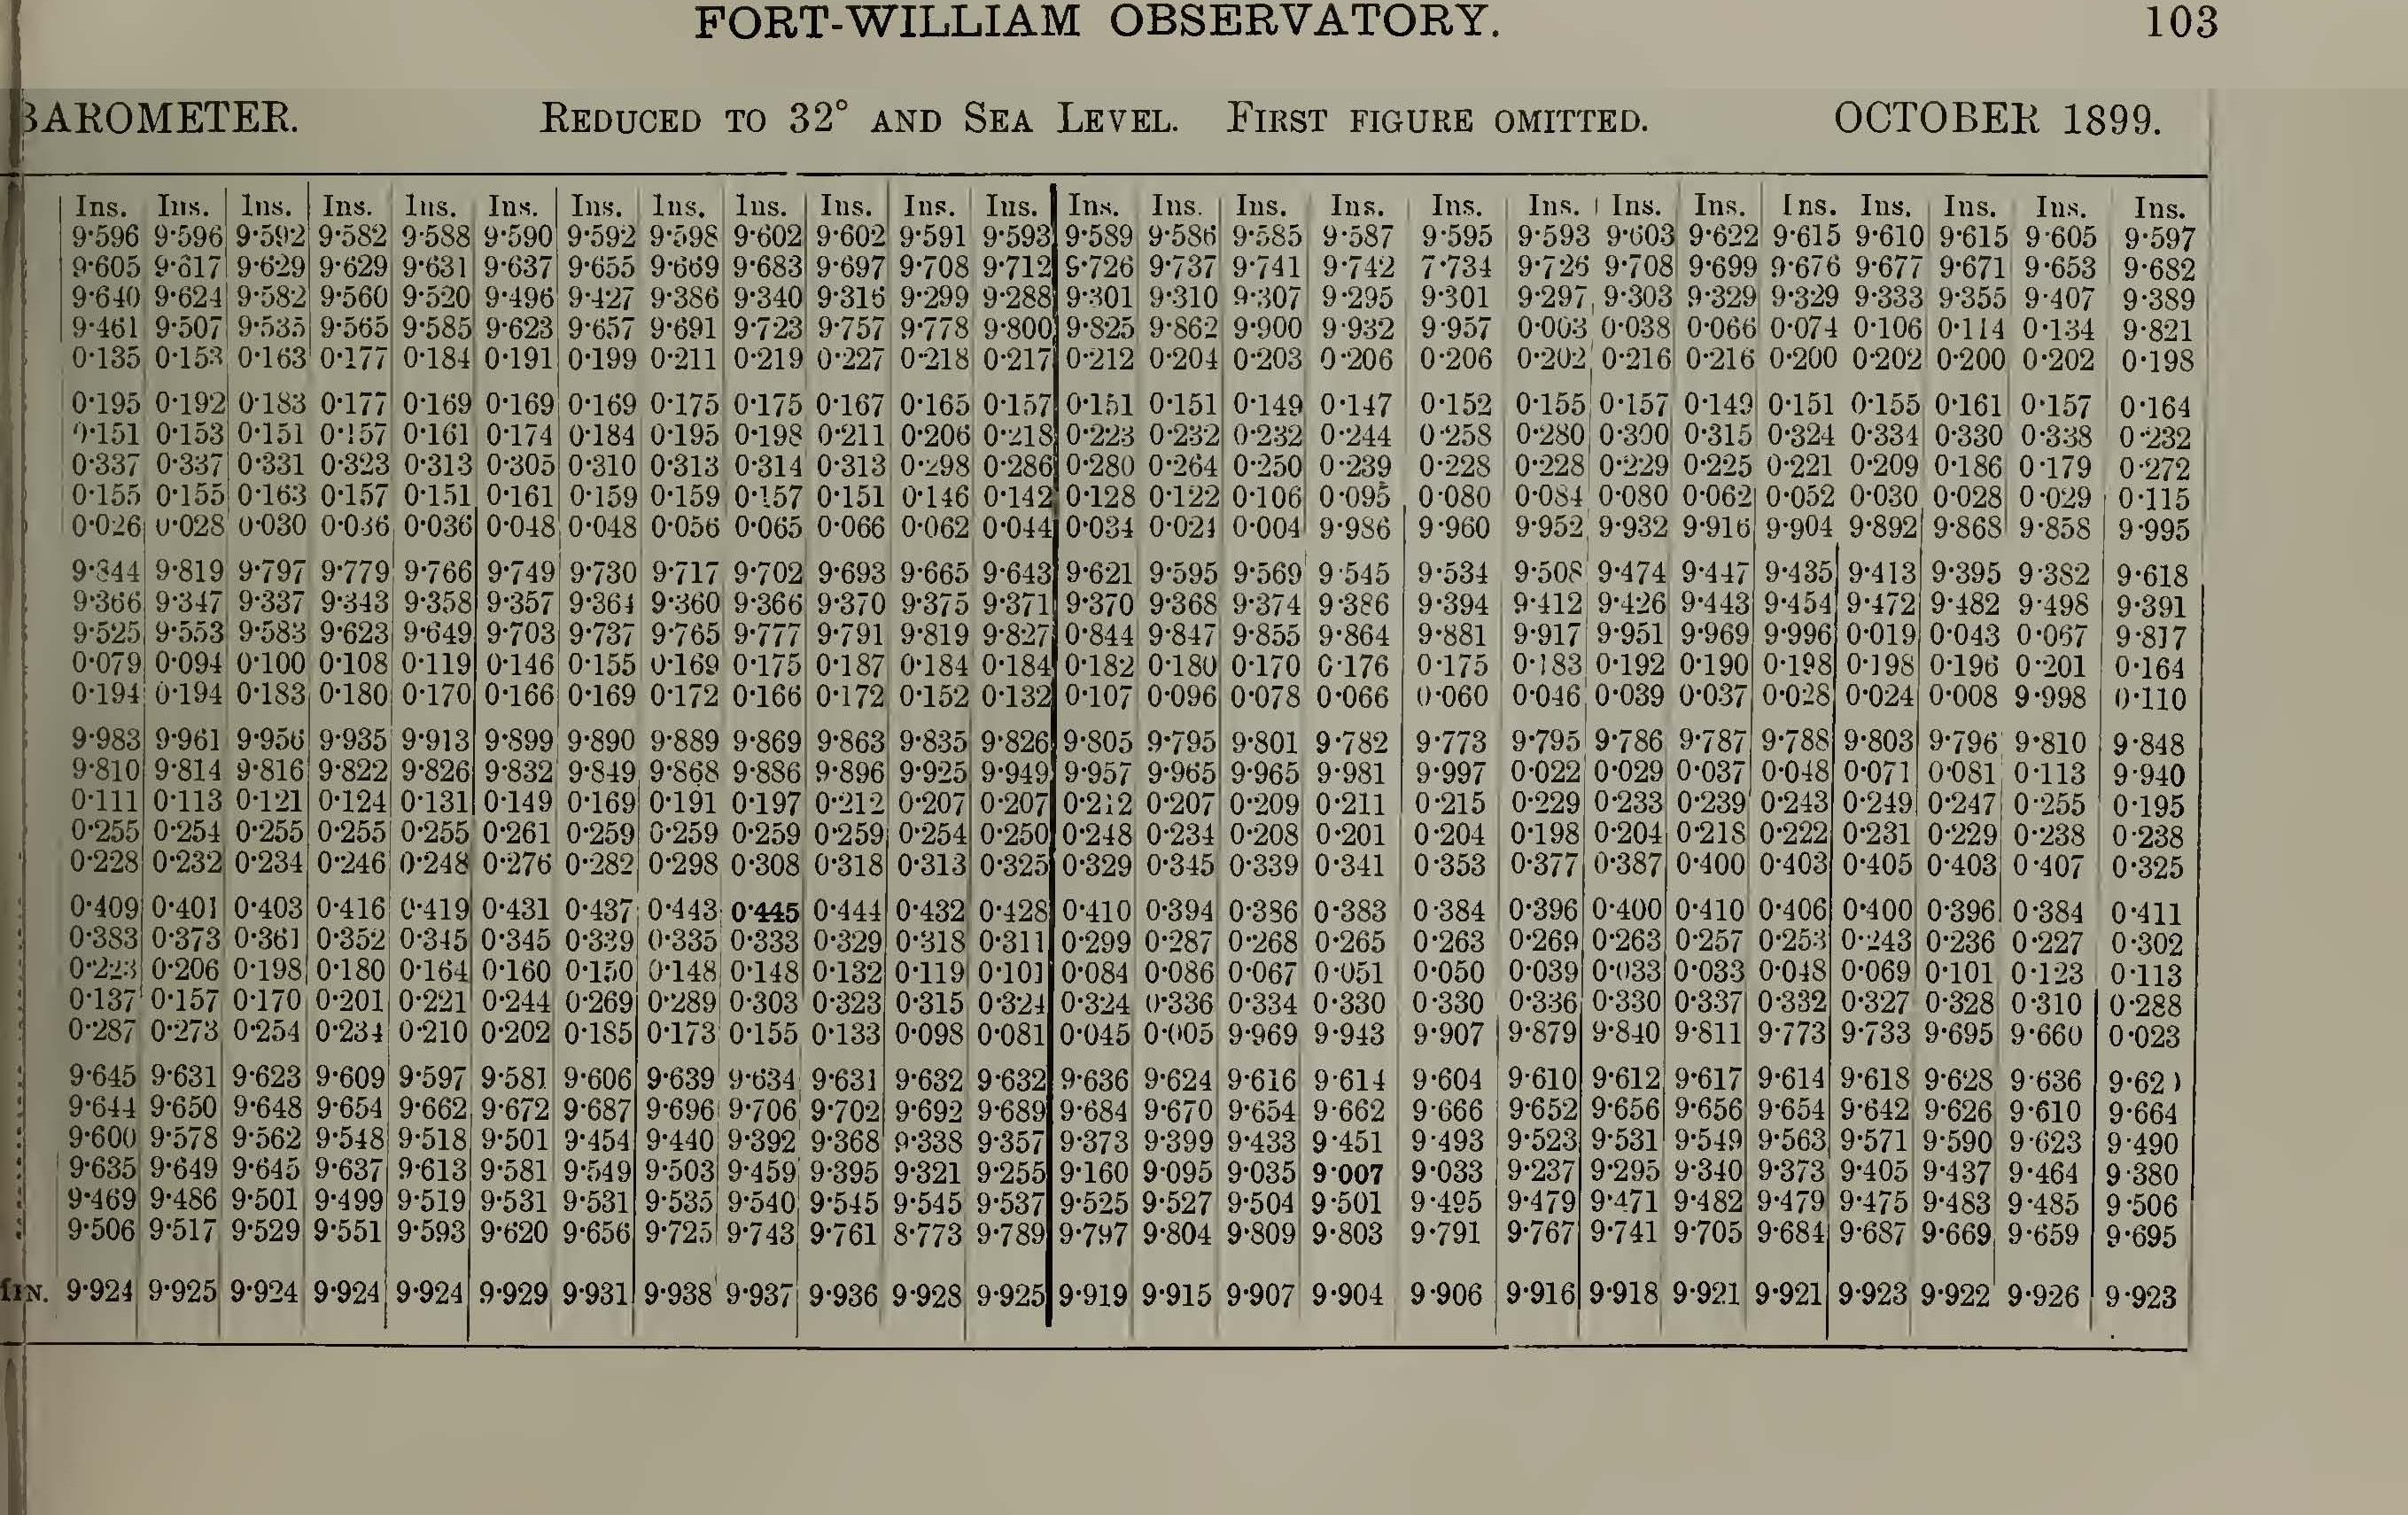 FORT-WILLIAM OBSERVATORY. 103
BAROMETER. REDUCED TO 32° AND SEA LEVEL. FIRST FIGURE OMITTED. OCTOBER 1899.
Ins. Ins. Ins. Ins. Ins. Ins. Ins. Ins. Ins. Ins. Ins. Ins. Ins. Ins. Ins. Ins. Ins. Ins. Ins. Ins. Ins. Ins. Ins. Ins. Ins.
9·596 9·596 9·592 9·582 9·588 9·590 9·592 9·598 9·602 9·602 9·591 9·593 9·589 9·586 9·585 9·587 9·595 9·593 9·603 9·622 9·615 9·610 9·615 9·605 9·597
9·605 9·617 9·629 9·629 9·631 9·637 9·655 9·669 9·683 9·697 9·708 9·712 9·726 9·737 9·741 9·742 7·734 9·726 9·708 9·699 9·676 9·677 9·671 9·653 9·682
9·640 9·624 9·582 9·560 9·520 9·496 9·427 9·386 9·340 9·316 9·299 9·288 9·301 9·310 9·307 9·295 9·301 9·297 9·303 9·329 9·329 9·333 9·355 9·407 9·389
9·461 9·507 9·535 9·565 9·585 9·623 9·657 9·691 9·723 9·757 9·778 9·800 9·825 9·862 9·900 9·932 9·957 0·003 0·038 0·066 0·074 0·106 0·114 0·134 9·821
0·135 0·153 0·163 0·177 0·184 0·191 0·199 0·211 0·219 0·227 0·218 0·217 0·212 0·204 0·203 0·206 0·206 0·202 0·216 0·216 0·200 0·202 0·200 0·202 0·198
0·195 0·192 0·183 0·177 0·169 0·169 0·169 0·175 0·175 0·167 0·165 0·157 0·151 0·151 0·149 0·147 0·152 0·155 0·157 0·149 0·151 0·155 0·161 0·157 0·164
0·151 0·153 0·151 0·157 0·161 0·174 0·184 0·195 0·198 0·211 0·206 0·218 0·223 0·232 0·232 0·244 0·258 0·280 0·300 0·315 0·324 0·334 0·330 0·338 0·232
0·337 0·337 0·331 0·323 0·313 0·305 0·310 0·313 0·314 0·313 0·298 0·286 0·280 0·264 0·250 0·239 0·228 0·228 0·229 0·225 0·221 0·209 0·186 0·179 0·272
0·155 0·155 0·163 0·157 0·151 0·161 0·159 0·159 0·157 0·151 0·146 0·142 0·128 0·122 0·106 0·095 0·080 0·084 0·080 0·062 0·052 0·030 0·028 0·029 0·115
0·026 0·028 0·030 0·036 0·036 0·048 0·048 0·056 0·065 0·066 0·062 0·044 0·034 0·024 0·004 9·986 9·960 9·952 9·932 9·916 9·904 9·892 9·868 9·858 9·995
9·844 9·819 9·797 9·779 9·766 9·749 9·730 9·717 9·702 9·693 9·665 9·643 9·621 9·595 9·569 9·545 9·534 9·508 9·474 9·447 9·435 9·413 9·395 9·382 9·618
9·366 9·347 9·337 9·343 9·358 9·357 9·364 9·360 9·366 9·370 9·375 9·371 9·370 9·368 9·374 9·386 9·394 9·412 9·426 9·443 9·454 9·472 9·482 9·498 9·391
9·525 9·553 9·583 9·623 9·649 9·703 9·737 9·765 9·777 9·791 9·819 9·827 0·844 9·847 9·855 9·864 9·881 9·917 9·951 9·969 9·996 0·019 0·043 0·067 9·817
0·079 0·094 0·100 0·108 0·119 0·146 0·155 0·169 0·175 0·187 0·184 0·184 0·182 0·180 0·170 0·176 0·175 0·183 0·192 0·190 0·198 0·198 0·196 0·201 0·164
0·194 0·194 0·183 0·180 0·170 0·166 0·169 0·172 0·166 0·172 0·152 0·132 0·107 0·096 0·078 0·066 0·060 0·046 0·039 0·037 0·028 0·024 0·008 9·998 0·110
9·983 9·961 9·956 9·935 9·913 9·899 9·890 9·889 9·869 9·863 9·835 9·826 9·805 9·795 9·801 9·782 9·773 9·795 9·786 9·787 9·788 9·803 9·796 9·810 9·848
9·810 9·814 9·816 9·822 9·826 9·832 9·849 9·868 9·886 9·896 9·925 9·949 9·957 9·965 9·965 9·981 9·997 0·022 0·029 0·037 0·048 0·071 0·081 0·113 9·940
0·111 0·113 0·121 0·124 0·131 0·149 0·169 0·191 0·197 0·212 0·207 0·207 0·212 0·207 0·209 0·211 0·215 0·229 0·233 0·239 0·243 0·249 0·247 0·255 0·195
0·255 0·254 0·255 0·255 0·255 0·261 0·259 0·259 0·259 0·259 0·254 0·250 0·248 0·234 0·208 0·201 0·204 0·198 0·204 0·218 0·222 0·231 0·229 0·238 0·238
0·228 0·232 0·234 0·246 0·248 0·276 0·282 0·298 0·308 0·318 0·313 0·325 0·329 0·345 0·339 0·341 0·353 0·377 0·387 0·400 0·403 0·405 0·403 0·407 0·325
0·409 0·401 0·403 0·416 0·419 0·431 0·437 0·443 0·445 0·444 0·432 0·428 0·410 0·394 0·386 0·383 0·384 0·396 0·400 0·410 0·406 0·400 0·396 0·384 0·411
0·383 0·373 0·361 0·352 0·345 0·345 0·339 0·335 0·333 0·329 0·318 0·311 0·299 0·287 0·268 0·265 0·263 0·269 0·263 0·257 0·253 0·243 0·236 0·227 0·302
0·223 0·206 0·198 0·180 0·164 0·160 0·150 0·148 0·148 0·132 0·119 0·101 0·084 0·086 0·067 0·051 0·050 0·039 0·033 0·033 0·048 0·069 0·101 0·123 0·113
0·137 0·157 0·170 0·201 0·221 0·244 0·269 0·289 0·303 0·323 0·315 0·324 0·324 0·336 0·334 0·330 0·330 0·336 0·330 0·337 0·332 0·327 0·328 0·310 0·288
0·287 0·273 0·254 0·234 0·210 0·202 0·185 0·173 0·155 0·133 0·098 0·081 0·045 0·005 9·969 9·943 9·907 9·879 9·840 9·811 9·773 9·733 9·695 9·660 0·023
9·645 9·631 9·623 9·609 9·597 9·581 9·606 9·639 9·634 9·631 9·632 9·632 9·636 9·624 9·616 9·614 9·604 9·610 9·612 9·617 9·614 9·618 9·628 9·636
9·644 9·650 9·648 9·654 9·662 9·672 9·687 9·696 9·706 9·702 9·692 9·689 9·684 9·670 9·654 9·662 9·666 9·652 9·656 9·656 9·654 9·642 9·626 9·610 9·664
9·600 9·578 9·562 9·548 9·518 9·501 9·454 9·440 9·392 9·368 9·338 9·357 9·373 9·399 9·433 9·451 9·493 9·523 9·531 9·549 9·563 9·571 9·590 9·623 9·490
9·635 9·649 9·645 9·637 9·613 9·581 9·549 9·503 9·459 9·395 9·321 9·255 9·160 9·095 9·035 9·007 9·033 9·237 9·295 9·340 9·373 9·405 9·437 9·464 9·380
9·469 9·486 9·501 9·499 9·519 9·531 9·531 9·535 9·540 9·545 9·545 9·537 9·525 9·527 9·504 9·501 9·495 9·479 9·471 9·482 9·479 9·475 9·483 9·485 9·506
9·506 9·517 9·529 9·551 9·593 9·620 9·656 9·725 9·743 9·761 8·773 9·789 9·797 9·804 9·809 9·803 9·791 9·767 9·741 9·705 9·684 9·687 9·669 9·659 9·695
9·924 9·925 9·924 9·924 9·924 9·929 9·931 9·938 9·937 9·936 9·928 9·925 9·919 9·915 9·907 9·904 9·906 9·916 9·918 9·921 9·921 9·923 9·922 9·926 9·923